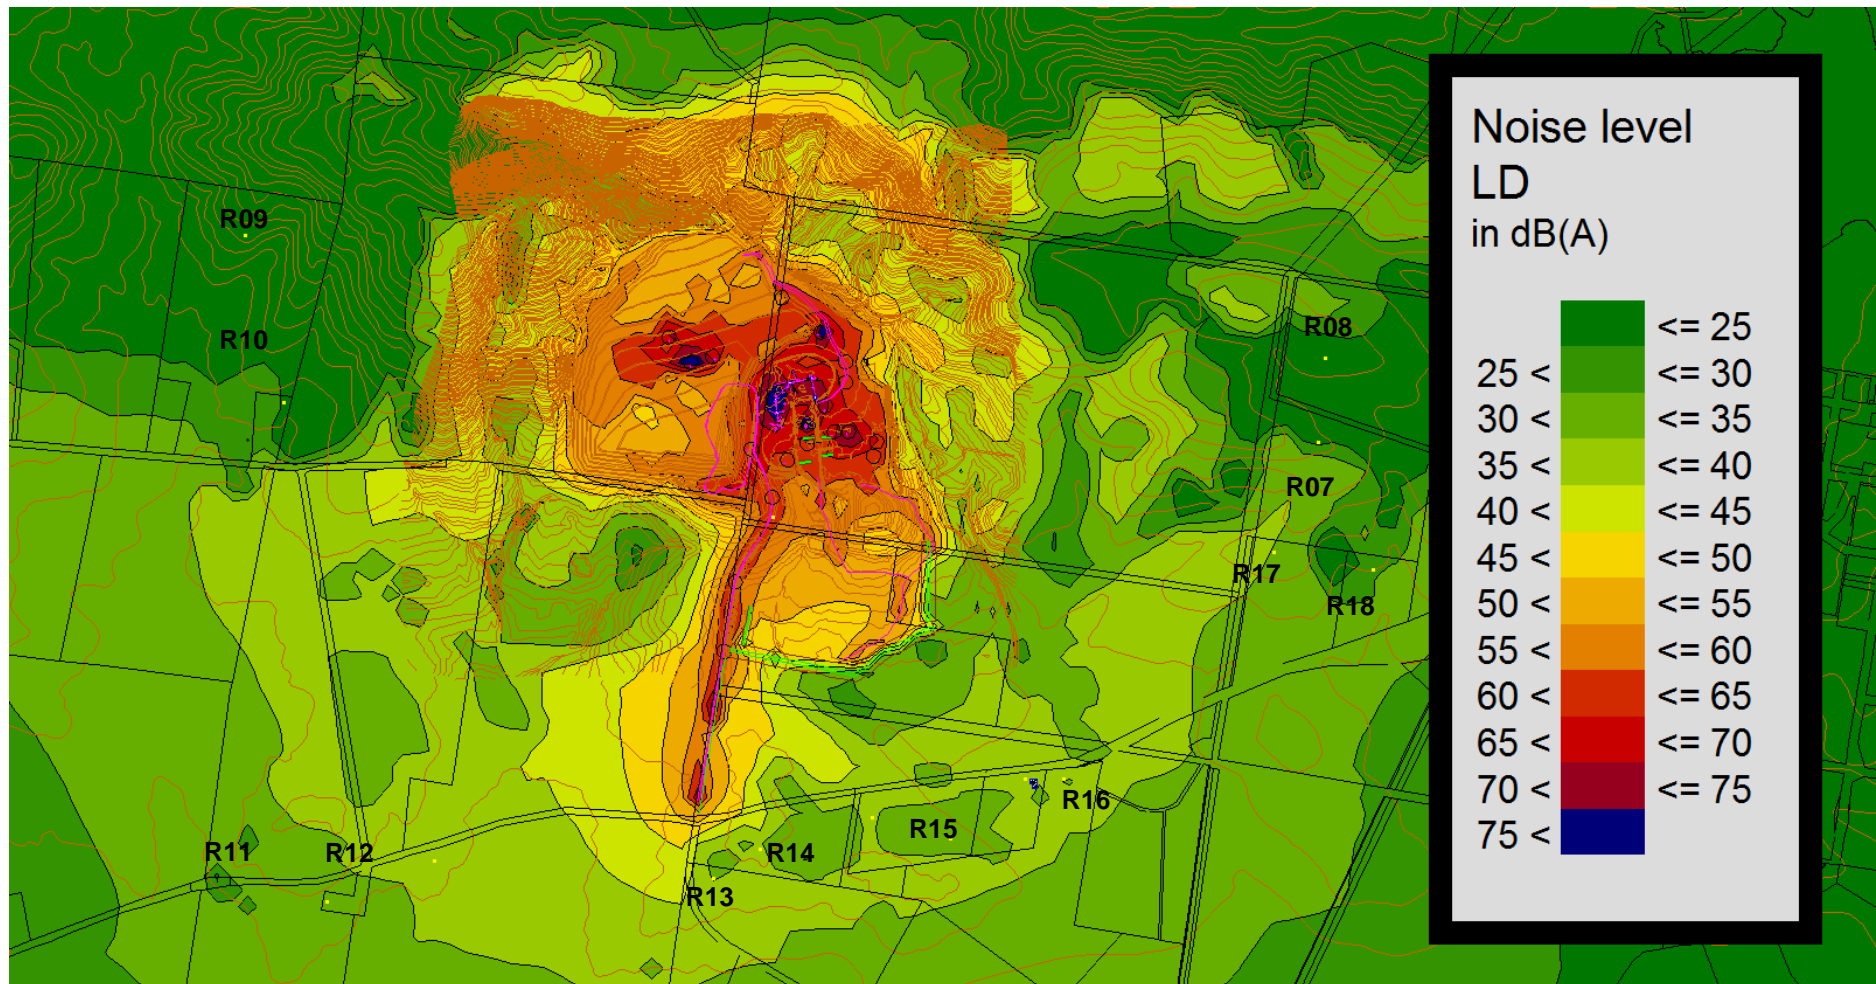 R09
R10
R08
R07
R17
R18
R16
R15
R14
R13
R12
R11
Noise level
LD
in dB(A)
<= 25
25 < <= 30
30 < <= 35
35 < <= 40
40 < <= 45
45 < <= 50
50 < <= 55
55 < <= 60
60 < <= 65
65 < <= 70
70 < <= 75
75 <